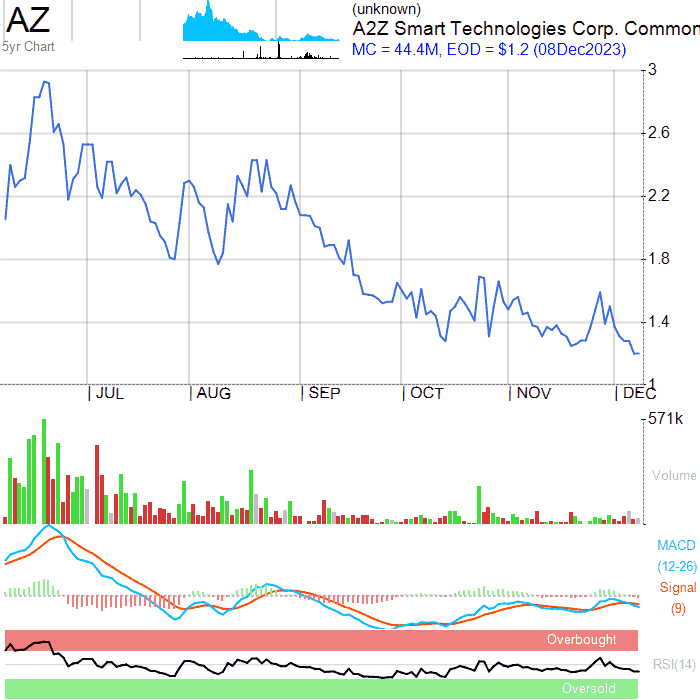 AZ
5yr Chart
(unknown)
A2Z Smart Technologies Corp. Common
MC = 44.4M, EOD = $1.2 (08Dec2023)
3
2.6
2.2
1.8
1.4
1
JUL AUG SEP OCT NOV DEC
571k
Volume
MACD
(12-26)
Signal
(9)
Overbought
RSI(14)
Oversold